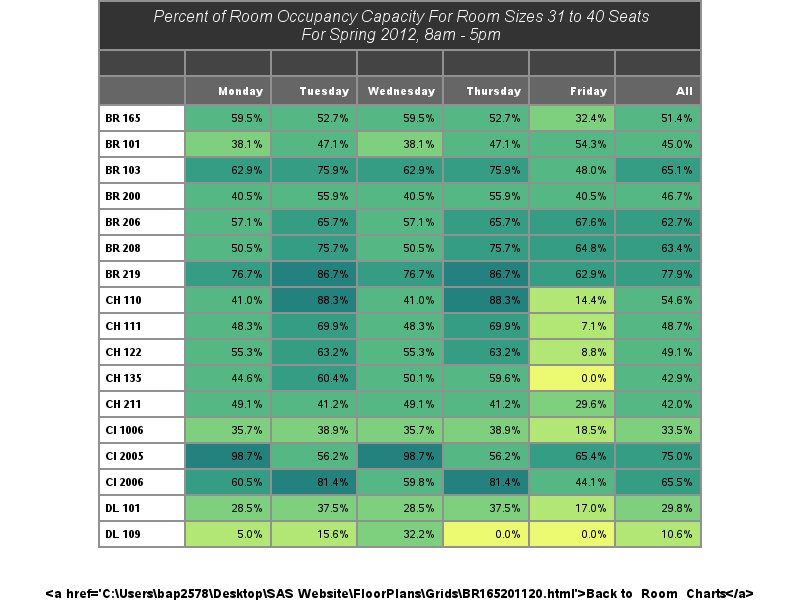 Percent of Room Occupancy Capacity For Room Sizes 31 to 40 Seats
For Spring 2012, 8am - 5pm
Monday Tuesday Wednesday Thursday Friday All
BR 165 59.5% 52.7% 59.5% 52.7% 32.4% 51.4%
BR 101 38.1% 47.1% 38.1% 47.1% 54.3% 45.0%
BR 103 62.9% 75.9% 62.9% 75.9% 48.0% 65.1%
BR 200 40.5% 55.9% 40.5% 55.9% 40.5% 46.7%
BR 206 57.1% 65.7% 57.1% 65.7% 67.6% 62.7%
BR 208 50.5% 75.7% 50.5% 75.7% 64.8% 63.4%
BR 219 76.7% 86.7% 76.7% 86.7% 62.9% 77.9%
CH 110 41.0% 88.3% 41.0% 88.3% 14.4% 54.6%
CH 111 48.3% 69.9% 48.3% 69.9% 7.1% 48.7%
CH 122 55.3% 63.2% 55.3% 63.2% 8.8% 49.1%
CH 135 44.6% 60.4% 50.1% 59.6% 0.0% 42.9%
CH 211 49.1% 41.2% 49.1% 41.2% 29.6% 42.0%
CI 1006 35.7% 38.9% 35.7% 38.9% 18.5% 33.5%
CI 2005 98.7% 56.2% 98.7% 56.2% 65.4% 75.0%
CI 2006 60.5% 81.4% 59.8% 81.4% 44.1% 65.5%
DL 101 28.5% 37.5% 28.5% 37.5% 17.0% 29.8%
DL 109 5.0% 15.6% 32.2% 0.0% 0.0% 10.6%
<a href='C:\Users\bap2578\Desktop\SAS Website\FloorPlans\Grids\BR165201120.html'>Back to Room Charts</a>